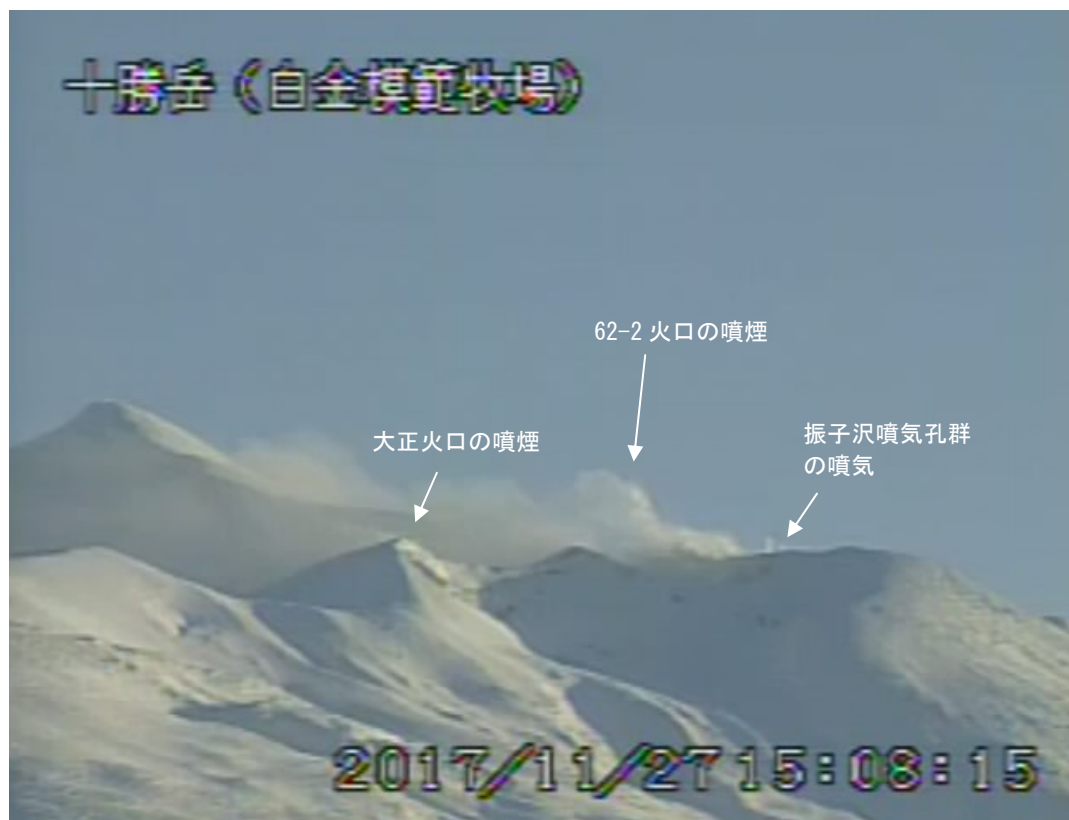 十勝岳（白金模範牧場）
62-2火口の噴煙
大正火口の噴煙
振子沢噴気孔群
の噴気
2017/11/27 15:08:15